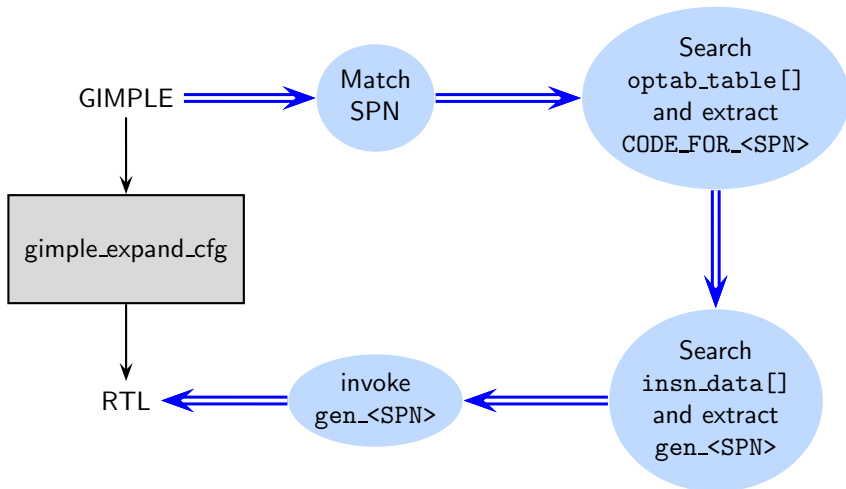 GIMPLE
Match
SPN
Search
optab_table[]
and extract
CODE_FOR_<SPN>
gimple_expand_cfg
Search
insn_data[]
and extract
gen_<SPN>
invoke
gen_<SPN>
RTL